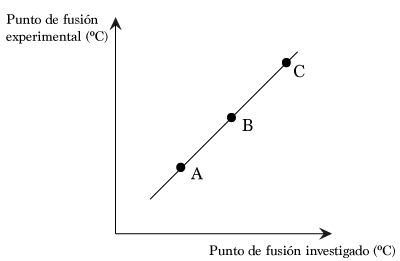 Punto de fusión
experimental (ºC)
C
B
A
Punto de fusión investigado (ºC)